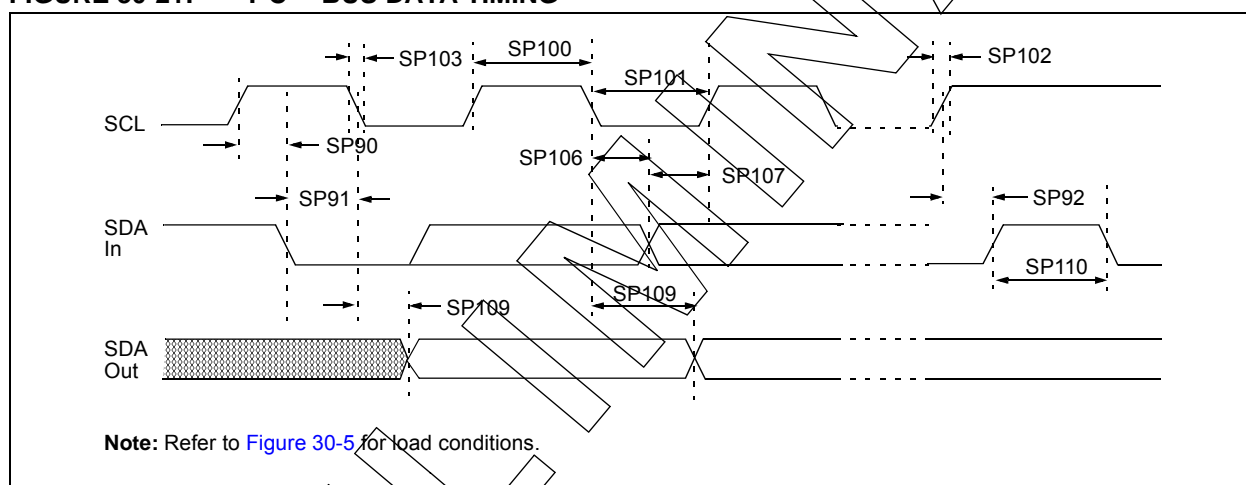 SP103
SP100
SP101
SP102
SCL
SP90
SP106
SP107
SP91
SP92
SDA
In
SP110
SP109
SP109
SDA
Out
Note: Refer to Figure 30-5 for load conditions.